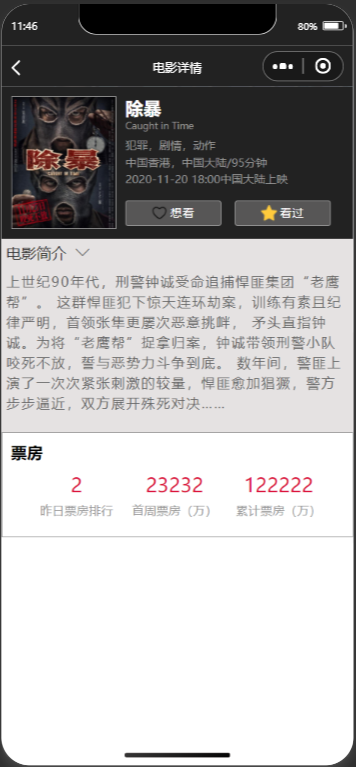 11:46
80%
电影详情
除暴
Caught in Time
犯罪，剧情，动作
中国香港，中国大陆/95分钟
2020-11-20 18:00中国大陆上映
想看
看过
除暴
CAUGHT IN TIME
电影简介
上世纪90年代，刑警钟诚受命追捕悍匪集团“老鹰
帮”。 这群悍匪犯下惊天连环劫案，训练有素且纪
律严明，首领张隼更屡次恶意挑衅， 矛头直指钟
诚。为将“老鹰帮”捉拿归案，钟诚带领刑警小队
咬死不放，誓与恶势力斗争到底。 数年间，警匪上
演了一次次紧张刺激的较量，悍匪愈加猖獗，警方
步步逼近，双方展开殊死对决……
票房
2
23232
122222
昨日票房排行
首周票房（万）
累计票房（万）